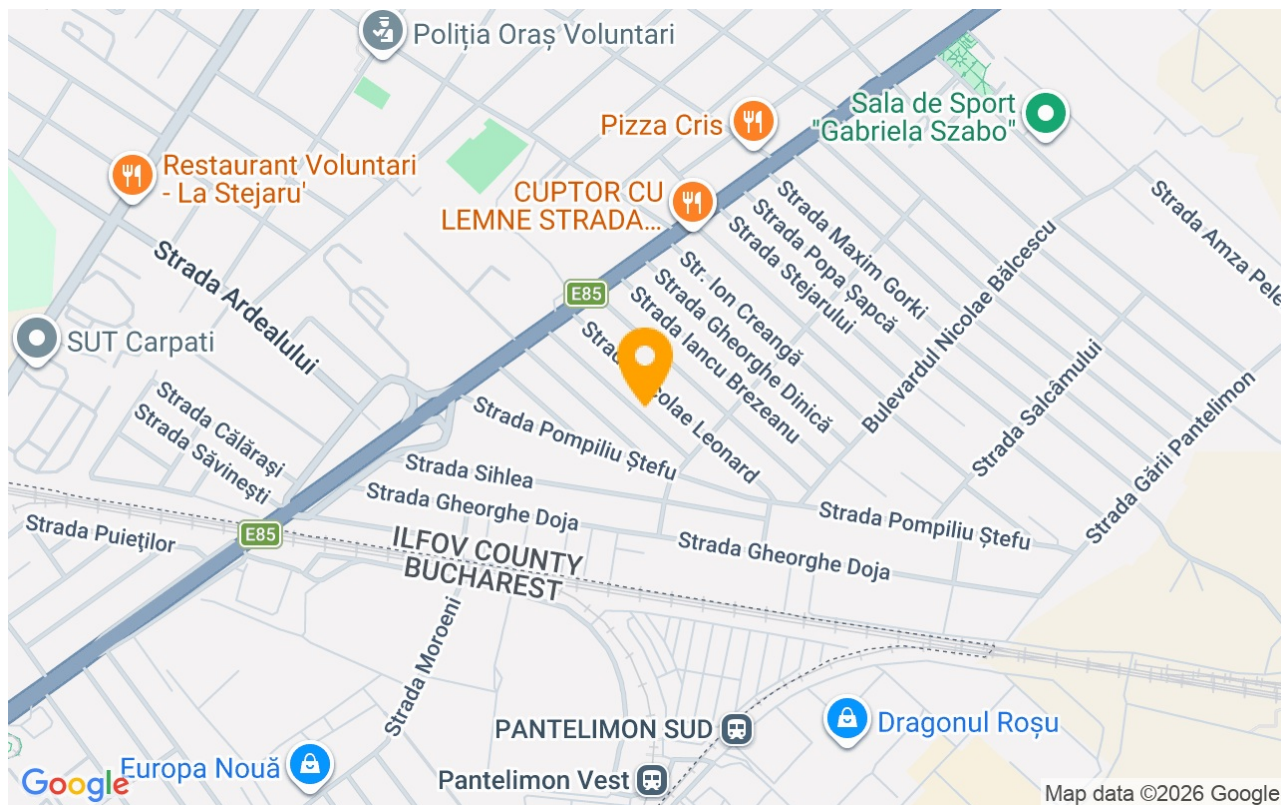 Poliția Oraș Voluntari
Sala de Sport
"Gabriela Szabo"
Pizza Cris
Restaurant Voluntari
- La Stejaru'
CUPTOR CU
LEMNE STRADA...
Strada Amza Pele
Strada Maxim Gorki
Strada Popa Șapcă
Strada Stejarului
Bulevardul Nicolae Bălcescu
Strada Ardealului
Str. Ion Creangă
Strada Gheorghe Dinică
Strada Iancu Brezeanu
E85
SUT Carpati
Strada
colae Leonard
Strada Salcâmului
Strada Gării Pantelimon
Strada Călărași
Strada Săvinești
Strada Pompiliu Ștefu
Strada Sihlea
Strada Gheorghe Doja
Strada Pompiliu Ștefu
E85
Strada Puieților
Strada Gheorghe Doja
ILFOV COUNTY
BUCHAREST
Strada Moroeni
PANTELIMON SUD
Dragonul Roșu
Europa Nouă
Pantelimon Vest
Google
Map data ©2026 Google